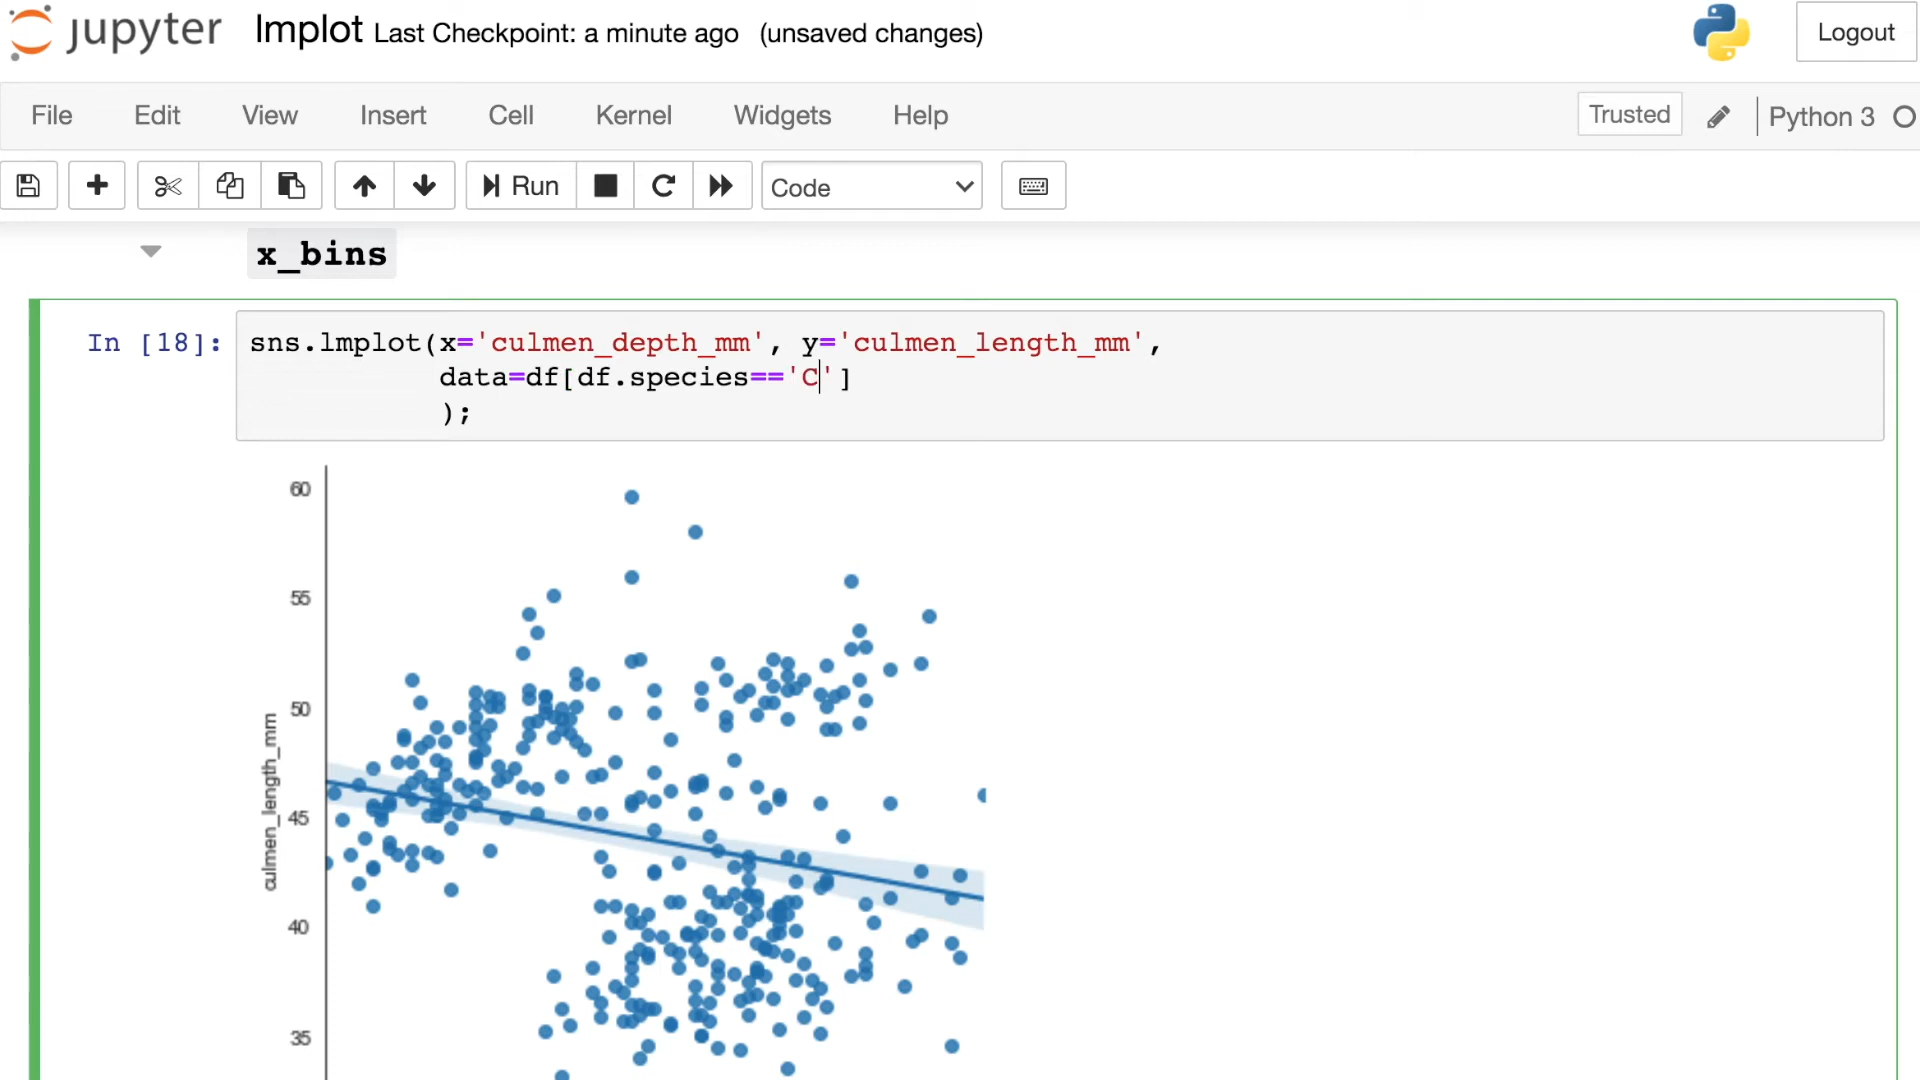 jupyter lmplot Last Checkpoint: a minute ago (unsaved changes) Logout
File Edit View Insert Cell Kernel Widgets Help Trusted Python 3
Run Code
x_bins
In [18]: sns.lmplot(x='culmen_depth_mm', y='culmen_length_mm',
data=df[df.species=='C']
);
60
55
50
culmen_length_mm
45
40
35